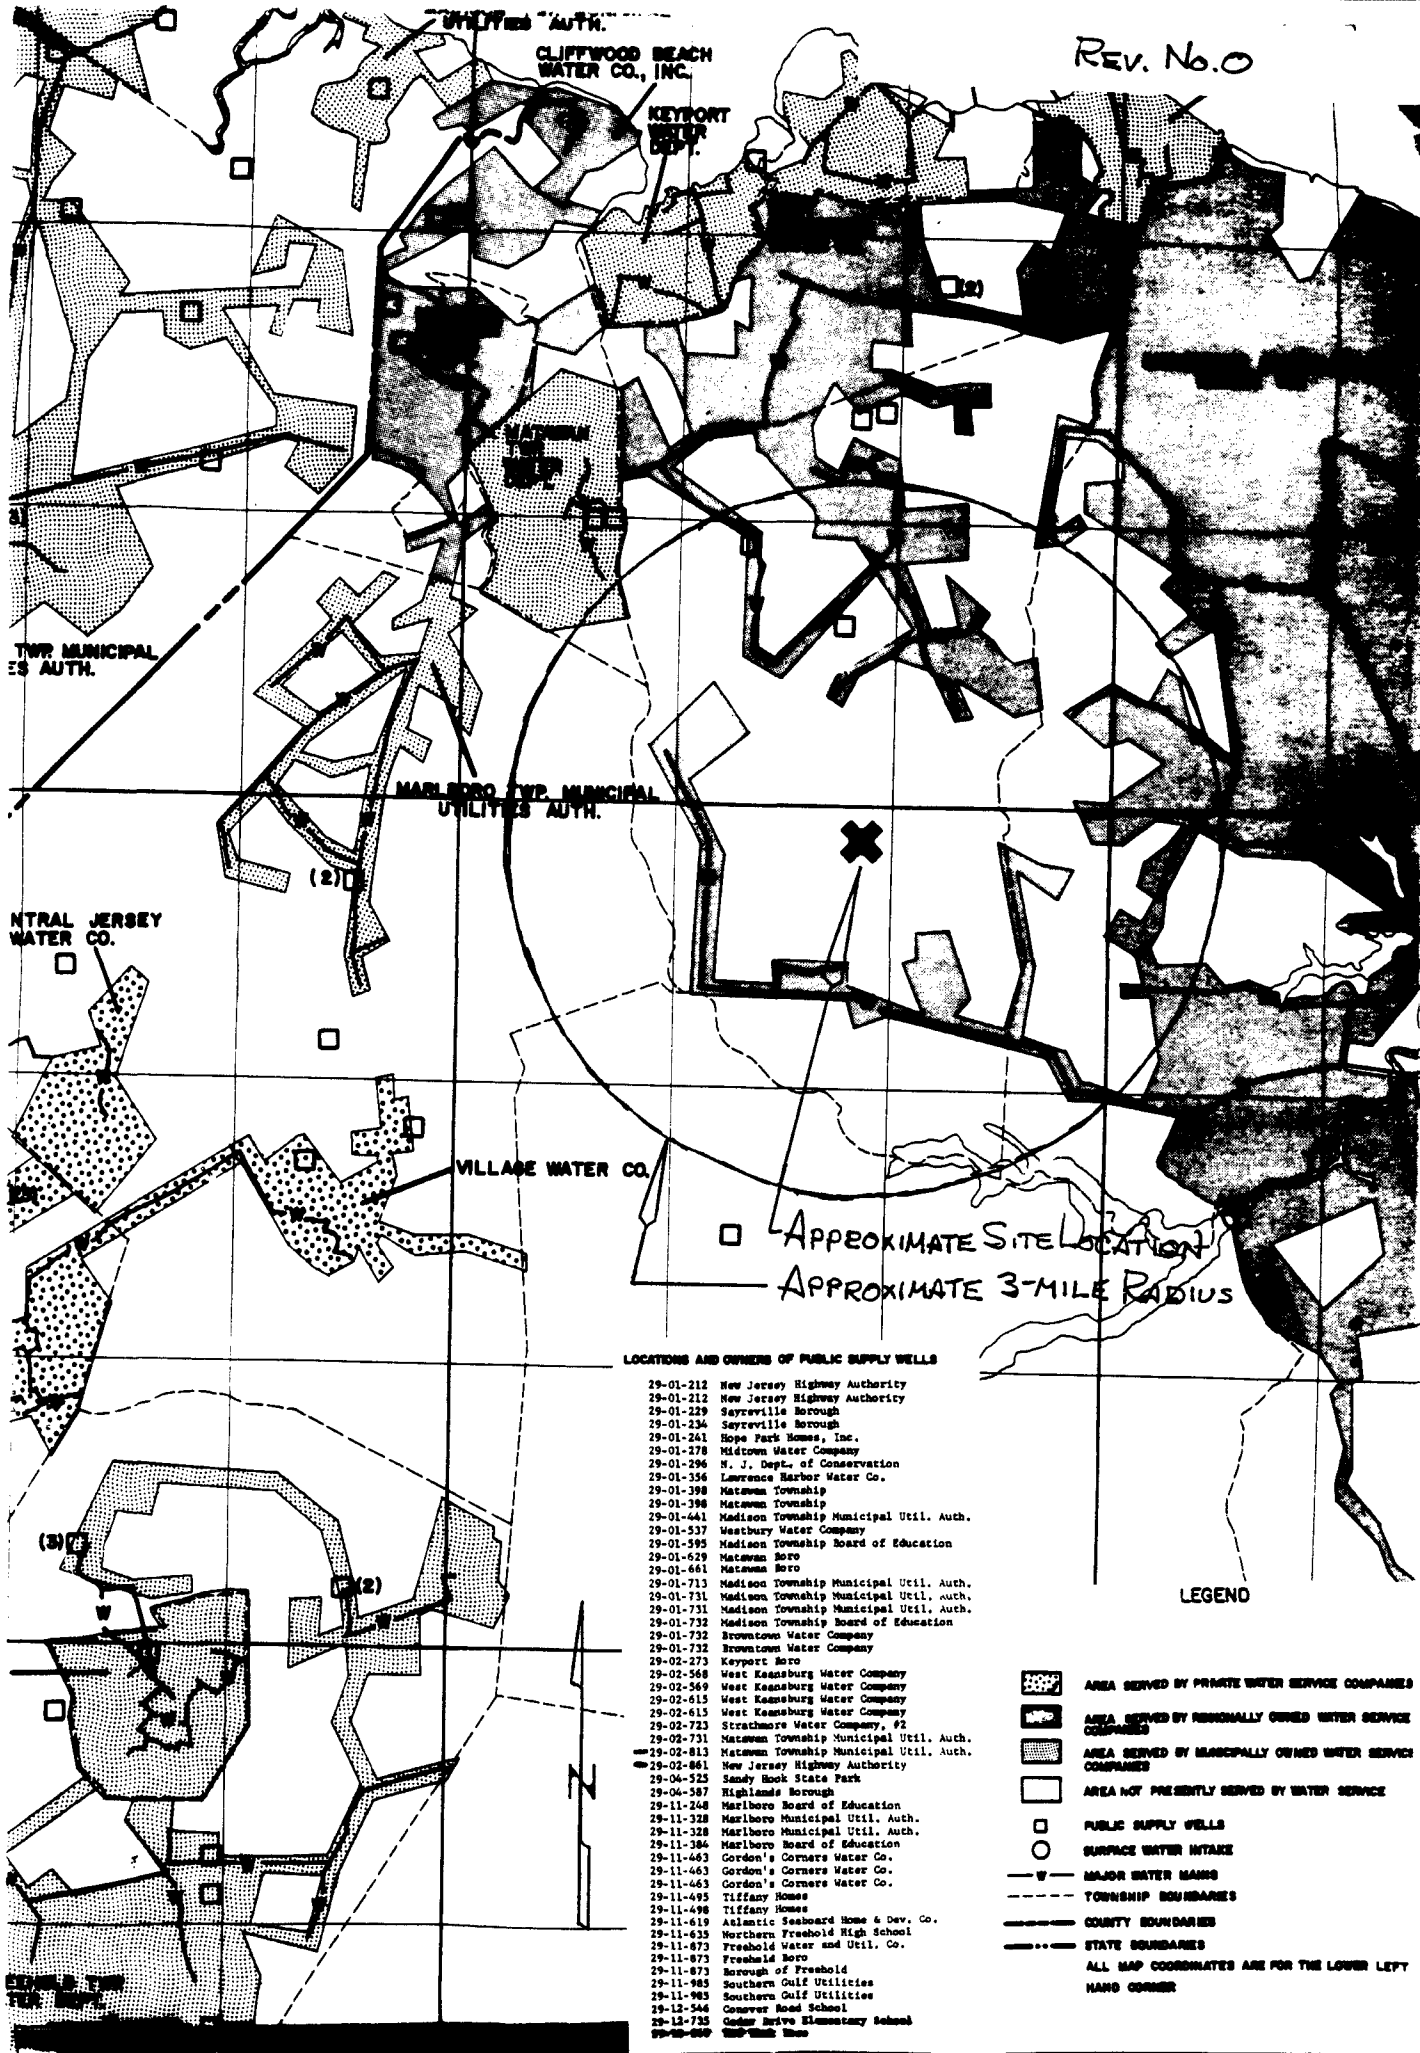 UTILITIES AUTH.
REV. No.0
CLIFFWOOD BEACH
WATER CO., INC.
KEYPORT
WATER
DEPT.
(2)
WATER
DEPT.
3)
TWP. MUNICIPAL
ES AUTH.
W
W
MARLBORO TWP. MUNICIPAL
UTILITIES AUTH.
(2)
NTRAL JERSEY
WATER CO.
VILLAGE WATER CO.
W
APPROXIMATE SITE LOCATION
APPROXIMATE 3-MILE RADIUS
LOCATIONS AND OWNERS OF PUBLIC SUPPLY WELLS
29-01-212 New Jersey Highway Authority
29-01-212 New Jersey Highway Authority
29-01-229 Sayreville Borough
29-01-234 Sayreville Borough
29-01-241 Hope Park Homes, Inc.
29-01-278 Midtown Water Company
29-01-296 N. J. Dept. of Conservation
29-01-356 Lawrence Harbor Water Co.
29-01-398 Matawan Township
29-01-398 Matawan Township
29-01-441 Madison Township Municipal Util. Auth.
29-01-537 Westbury Water Company
29-01-595 Madison Township Board of Education
29-01-629 Matawan Boro
29-01-661 Matawan Boro
29-01-713 Madison Township Municipal Util. Auth.
29-01-731 Madison Township Municipal Util. Auth.
29-01-731 Madison Township Municipal Util. Auth.
29-01-732 Madison Township Board of Education
29-01-732 Browntown Water Company
29-01-732 Browntown Water Company
29-02-273 Keyport Boro
29-02-568 West Keansburg Water Company
29-02-569 West Keansburg Water Company
29-02-615 West Keansburg Water Company
29-02-615 West Keansburg Water Company
29-02-723 Strathmore Water Company, #2
29-02-731 Matawan Township Municipal Util. Auth.
29-02-813 Matawan Township Municipal Util. Auth.
29-02-861 New Jersey Highway Authority
29-04-525 Sandy Hook State Park
29-04-587 Highlands Borough
29-11-248 Marlboro Board of Education
29-11-328 Marlboro Municipal Util. Auth.
29-11-328 Marlboro Municipal Util. Auth.
29-11-384 Marlboro Board of Education
29-11-463 Gordon's Corners Water Co.
29-11-463 Gordon's Corners Water Co.
29-11-463 Gordon's Corners Water Co.
29-11-495 Tiffany Homes
29-11-498 Tiffany Homes
29-11-619 Atlantic Seaboard Home & Dev. Co.
29-11-635 Northern Freehold High School
29-11-873 Freehold Water and Util. Co.
29-11-873 Freehold Boro
29-11-873 Borough of Freehold
29-11-985 Southern Gulf Utilities
29-11-985 Southern Gulf Utilities
29-12-546 Conover Road School
29-12-735 Cedar Drive Elementary School
(3)
(2)
W
W
W
N
LEGEND
AREA SERVED BY PRIVATE WATER SERVICE COMPANIES
AREA SERVED BY REGIONALLY OWNED WATER SERVICE
COMPANIES
AREA SERVED BY MUNICIPALLY OWNED WATER SERVICE
COMPANIES
AREA NOT PRESENTLY SERVED BY WATER SERVICE
PUBLIC SUPPLY WELLS
SURFACE WATER INTAKE
W MAJOR WATER MAINS
TOWNSHIP BOUNDARIES
COUNTY BOUNDARIES
STATE BOUNDARIES
ALL MAP COORDINATES ARE FOR THE LOWER LEFT
HAND CORNER